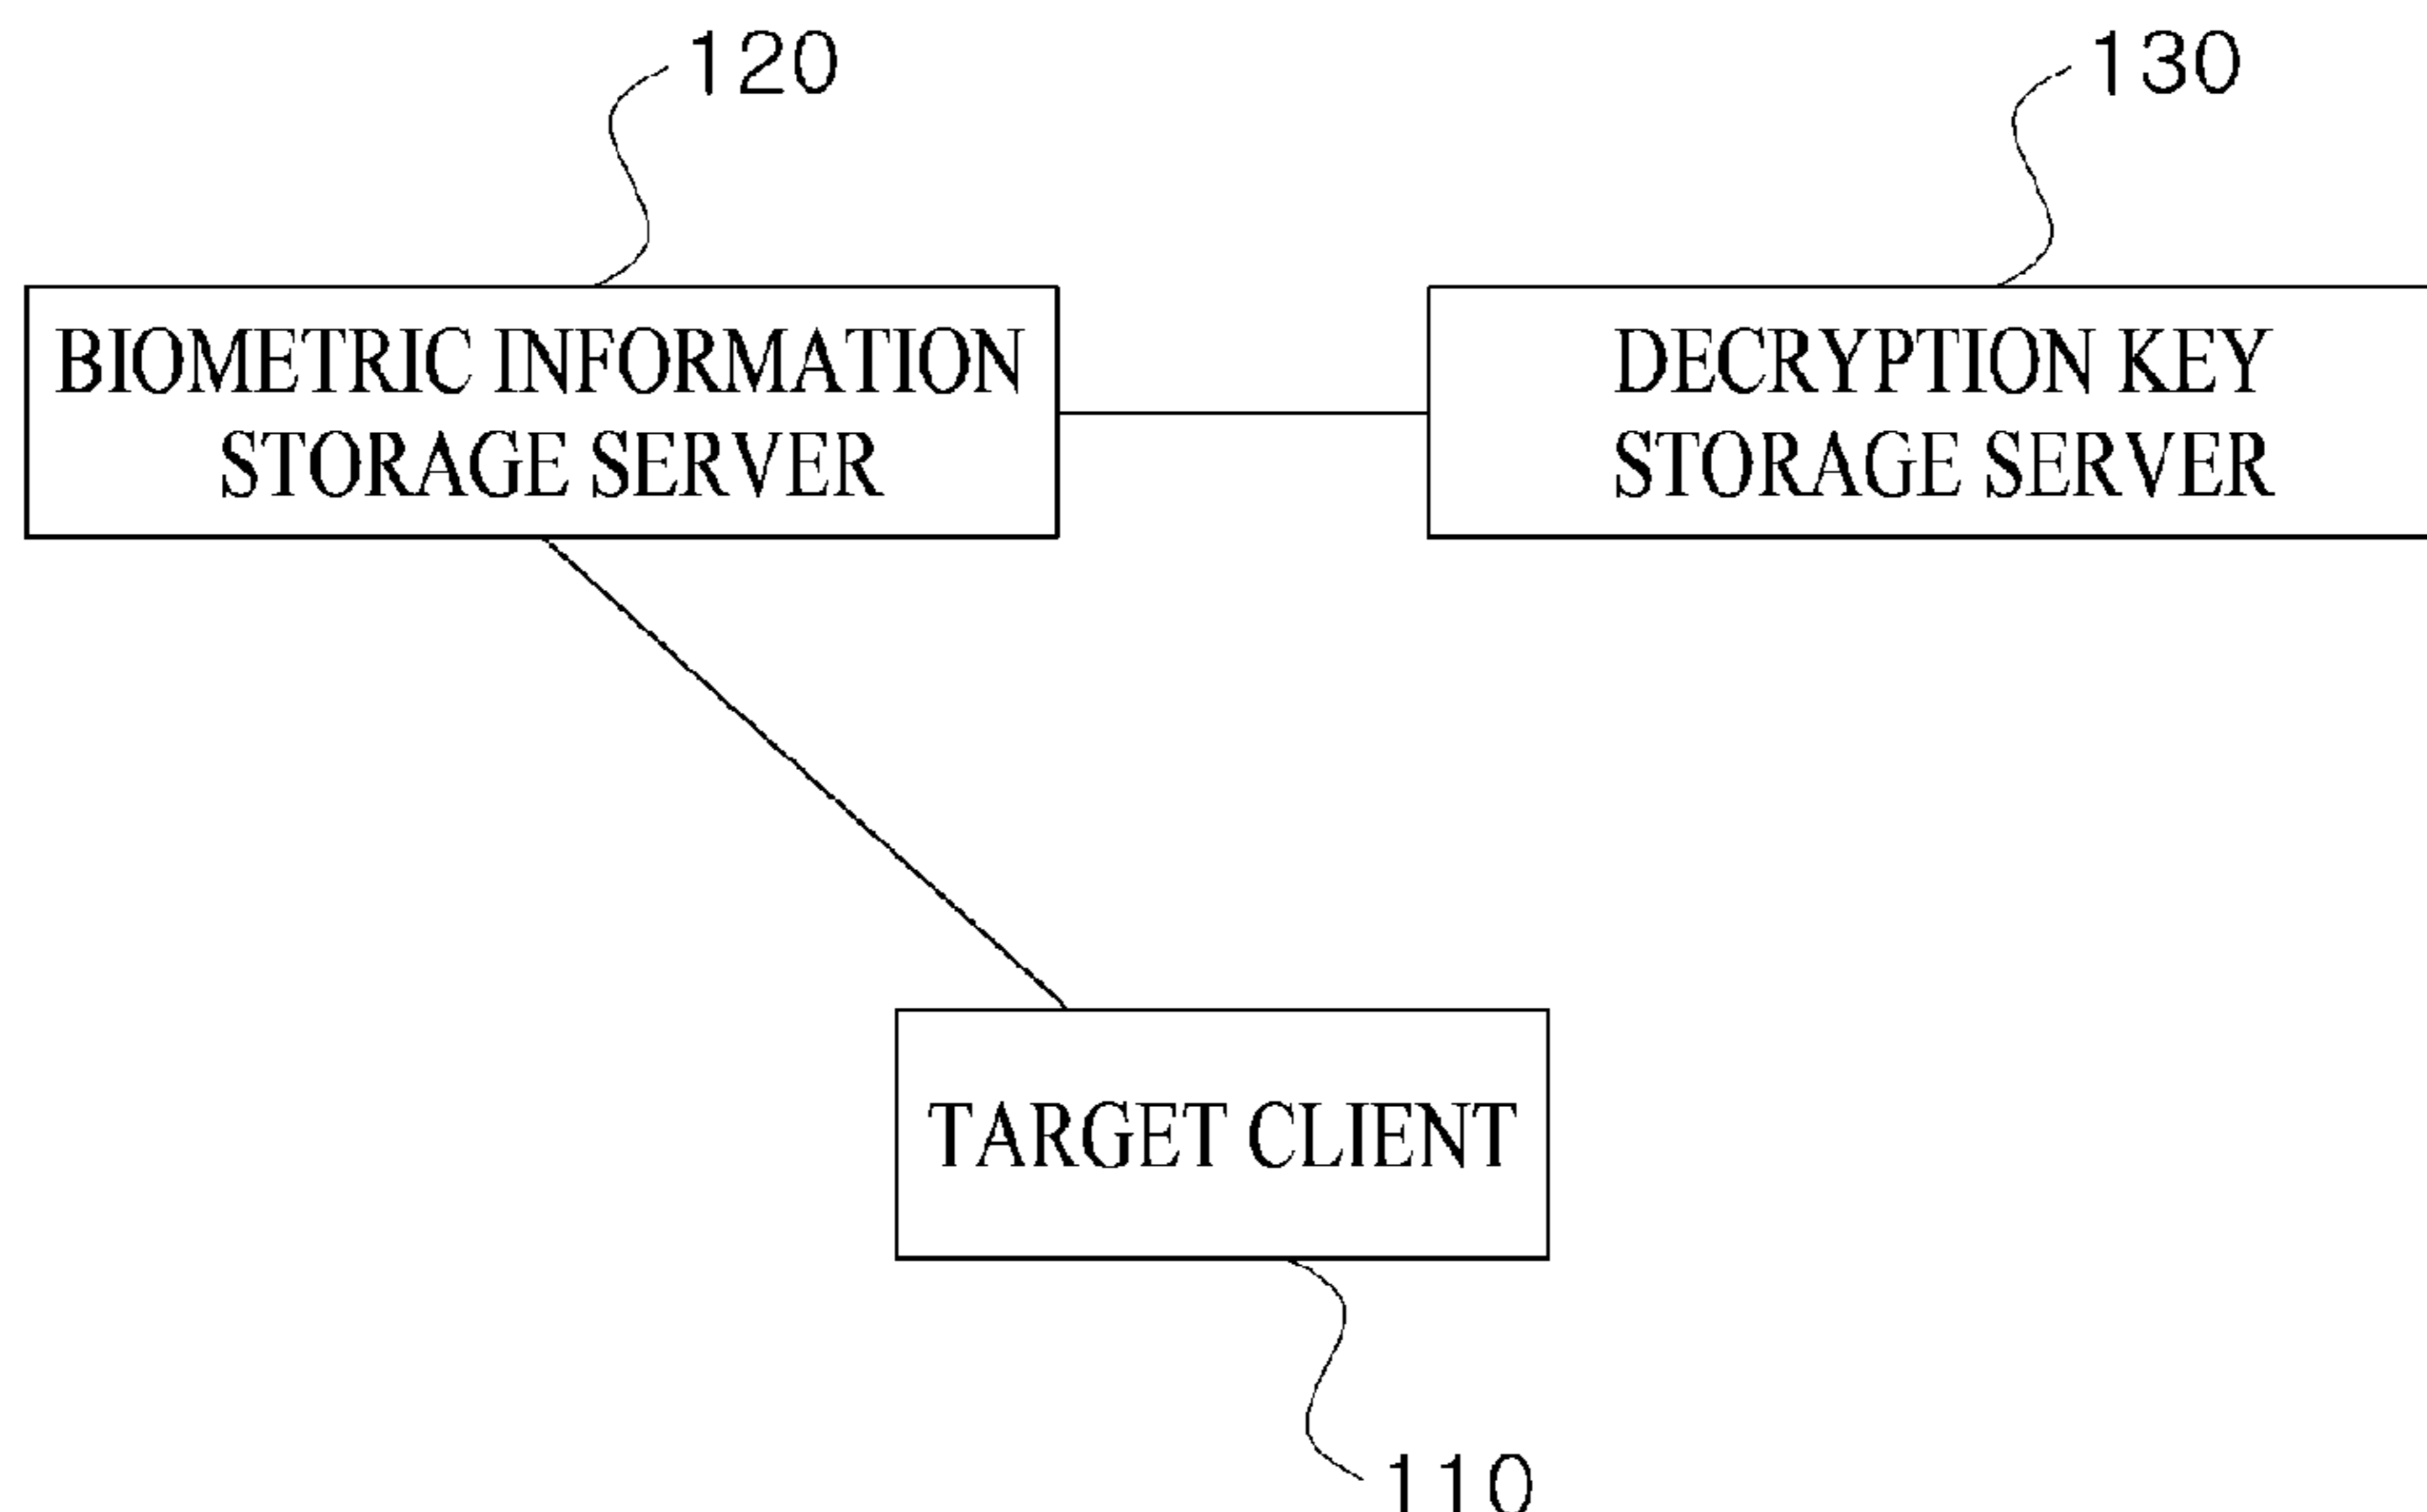 120
130
BIOMETRIC INFORMATION
STORAGE SERVER
DECRYPTION KEY
STORAGE SERVER
TARGET CLIENT
110